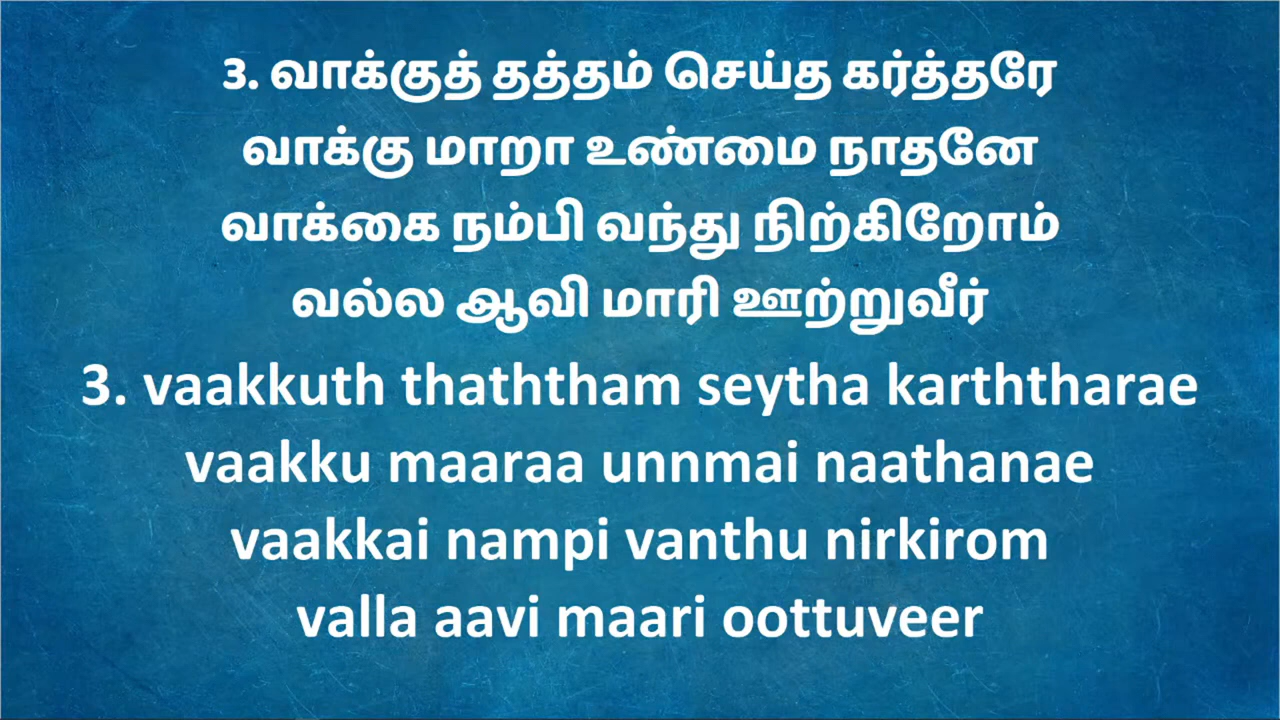 3. வாக்குத் தத்தம் செய்த கர்த்தரே
வாக்கு மாறா உண்மை நாதனே
வாக்கை நம்பி வந்து நிற்கிறோம்
வல்ல ஆவி மாரி ஊற்றுவீர்
3. vaakkuth thaththam seytha karththarae
vaakku maaraa unnmai naathanae
vaakkai nampi vanthu nirkirom
valla aavi maari oottuveer